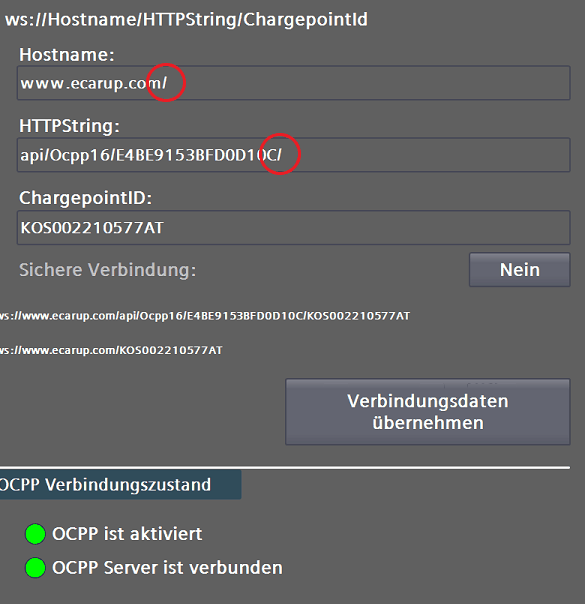 ws://Hostname/HTTPString/ChargepointId
Hostname:
www.ecarup.com/
HTTPString:
api/Ocpp16/E4BE9153BFD0D10C/
ChargepointID:
KOS002210577AT
Sichere Verbindung:
Nein
ws://www.ecarup.com/api/Ocpp16/E4BE9153BFD0D10C/KOS002210577AT
ws://www.ecarup.com/KOS002210577AT
Verbindungsdaten
übernehmen
OCPP Verbindungszustand
OCPP ist aktiviert
OCPP Server ist verbunden